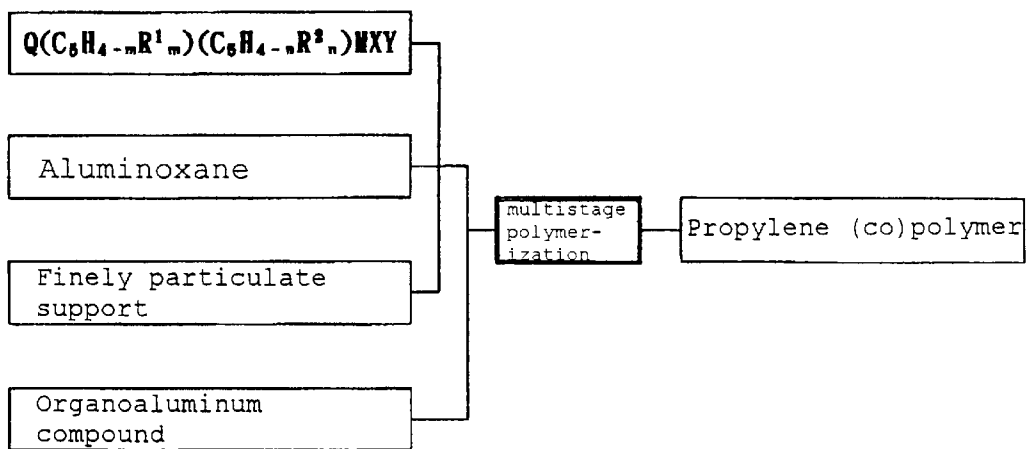 Q(C₅H₄₋ₘR¹ₘ)(C₅H₄₋ₙR²ₙ)MXY
Aluminoxane
Finely particulate
support
Organoaluminum
compound
multistage
polymer-
ization
Propylene (co)polymer